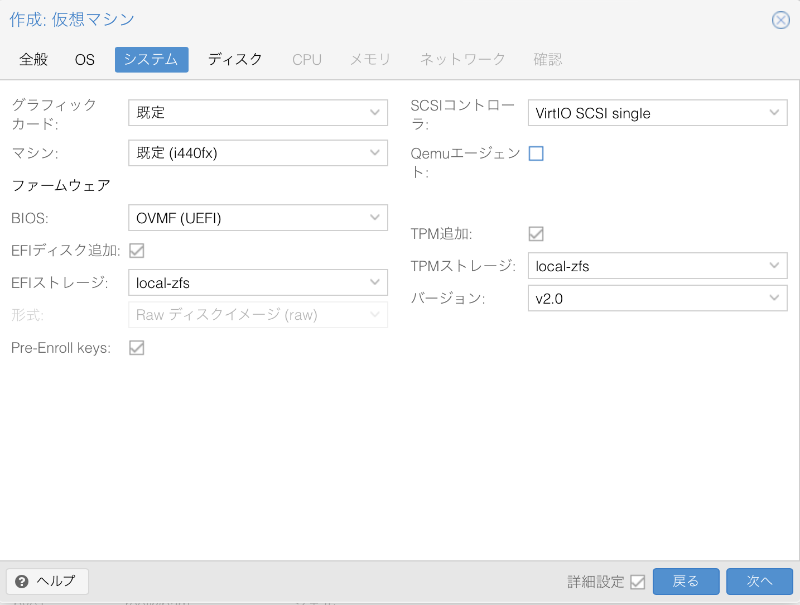 作成: 仮想マシン
全般 OS システム ディスク CPU メモリ ネットワーク 確認
グラフィック
カード:
既定
マシン:
既定 (i440fx)
ファームウェア
BIOS:
OVMF (UEFI)
EFIディスク追加:
EFIストレージ:
local-zfs
形式:
Raw ディスクイメージ (raw)
Pre-Enroll keys:
SCSIコントロー
ラ:
VirtIO SCSI single
Qemuエージェン
ト:
TPM追加:
TPMストレージ:
local-zfs
バージョン:
v2.0
ヘルプ
詳細設定
戻る
次へ